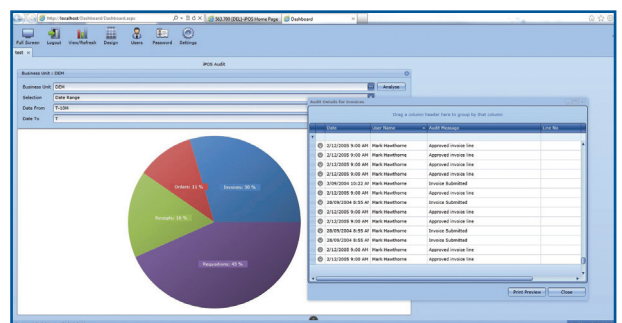 http://localhost/Dashboard/Dashboard.aspx
563.700 (DEL)-iPOS Home Page
Dashboard
Full Screen Logout View/Refresh Design Users Password Settings
test
iPOS Audit
Business Unit : DEM
Business Unit DEM Analyse
Selection Date Range
Date From T-10M
Date To T
Audit Details for Invoices
Drag a column header here to group by that column
Date User Name Audit Message Line No
2/12/2005 9:00 AM Mark Hawthorne Approved invoice line
2/12/2005 9:00 AM Mark Hawthorne Approved invoice line
2/12/2005 9:00 AM Mark Hawthorne Approved invoice line
2/12/2005 9:00 AM Mark Hawthorne Approved invoice line
3/09/2004 10:22 AM Mark Hawthorne Invoice Submitted
2/12/2005 9:00 AM Mark Hawthorne Approved invoice line
28/09/2004 8:55 AM Mark Hawthorne Invoice Submitted
2/12/2005 9:00 AM Mark Hawthorne Approved invoice line
2/12/2005 9:00 AM Mark Hawthorne Approved invoice line
28/09/2004 8:55 AM Mark Hawthorne Invoice Submitted
28/09/2004 8:55 AM Mark Hawthorne Invoice Submitted
2/12/2005 9:00 AM Mark Hawthorne Approved invoice line
2/12/2005 9:00 AM Mark Hawthorne Approved invoice line
Orders: 11 %
Invoices: 30 %
Receipts: 15 %
Requisitions: 45 %
Print Preview Close